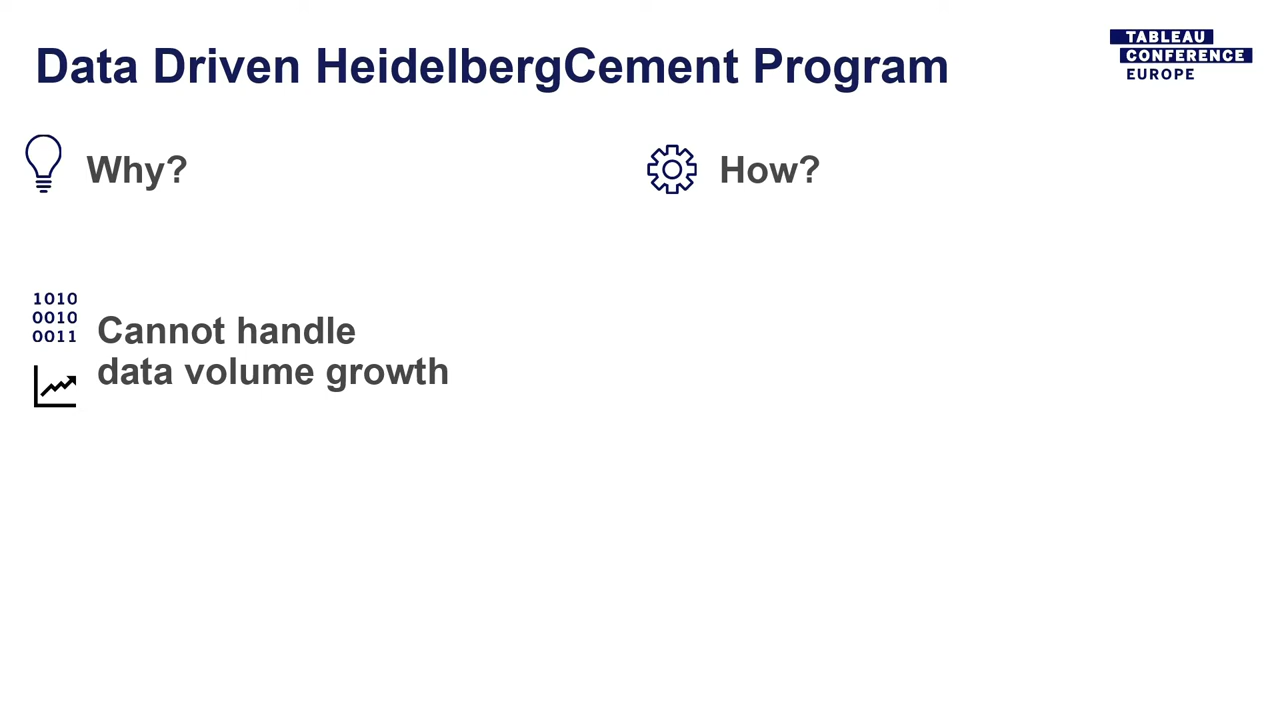 Data Driven HeidelbergCement Program
TABLEAU
CONFERENCE
EUROPE
Why?
How?
1010
0010
0011
Cannot handle
data volume growth